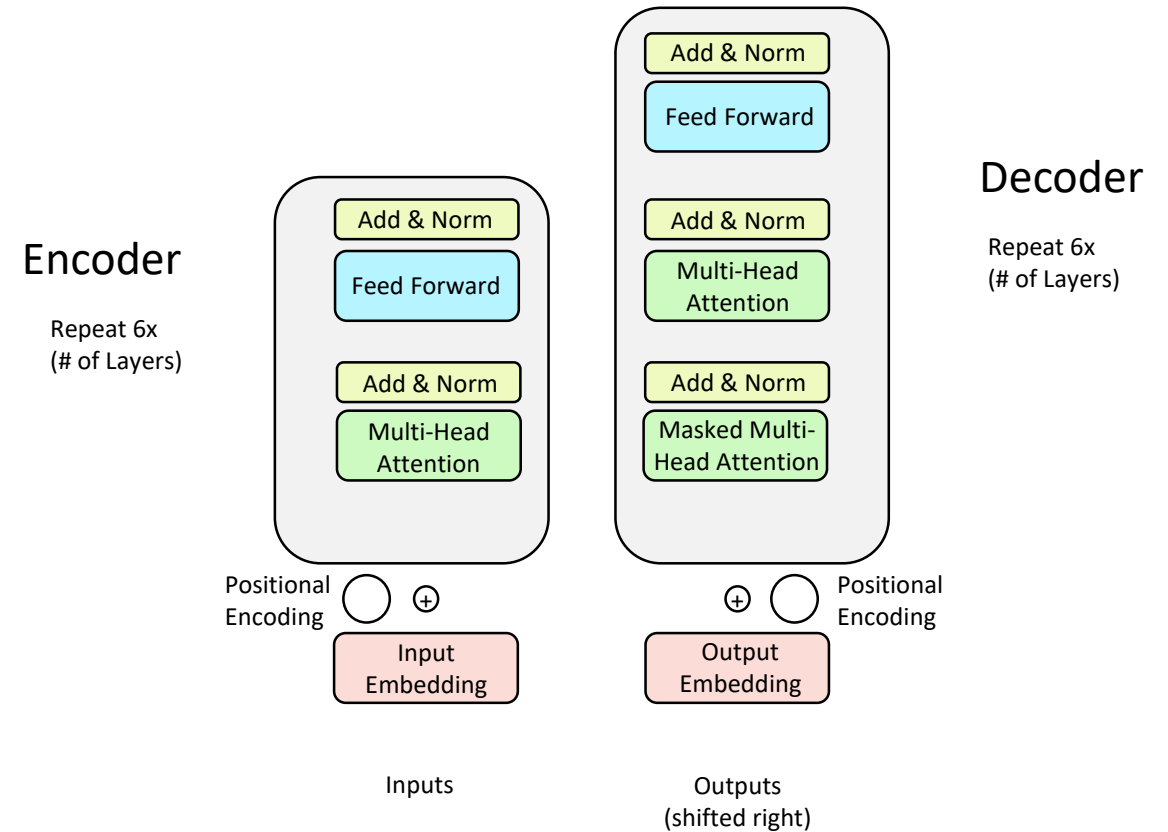 Encoder
Repeat 6x
(# of Layers)
Add & Norm
Feed Forward
Add & Norm
Multi-Head
Attention
Positional
Encoding
+
Input
Embedding
Inputs
Add & Norm
Feed Forward
Add & Norm
Multi-Head
Attention
Add & Norm
Masked Multi-
Head Attention
+
Positional
Encoding
Output
Embedding
Outputs
(shifted right)
Decoder
Repeat 6x
(# of Layers)